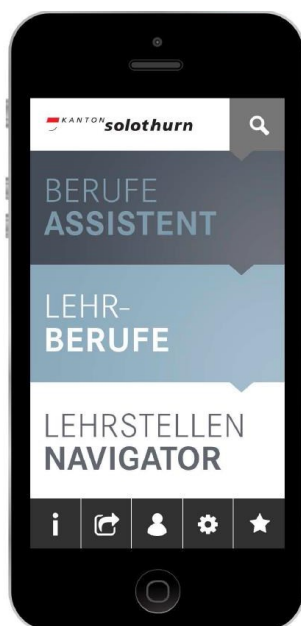 KANTON solothurn
BERUFE
ASSISTENT
LEHR-
BERUFE
LEHRSTELLEN
NAVIGATOR
i